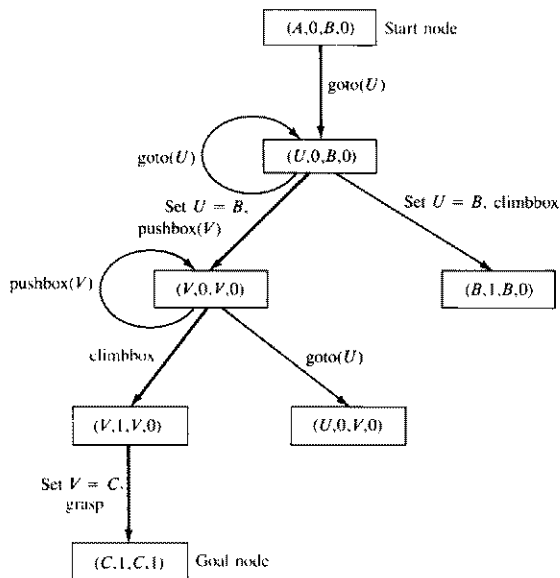 (A,0,B,0) Start node
goto(U)
goto(U)
(U,0,B,0)
Set U = B,
pushbox(V)
Set U = B, climbbox
pushbox(V)
(V,0,V,0)
(B,1,B,0)
climbbox
goto(U)
(V,1,V,0)
(U,0,V,0)
Set V = C,
grasp
(C,1,C,1) Goal node